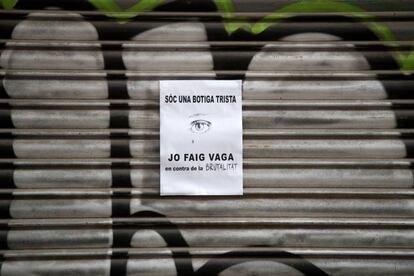 SÓC UNA BOTIGA TRISTA
JO FAIG VAGA
en contra de la BRUTALITAT